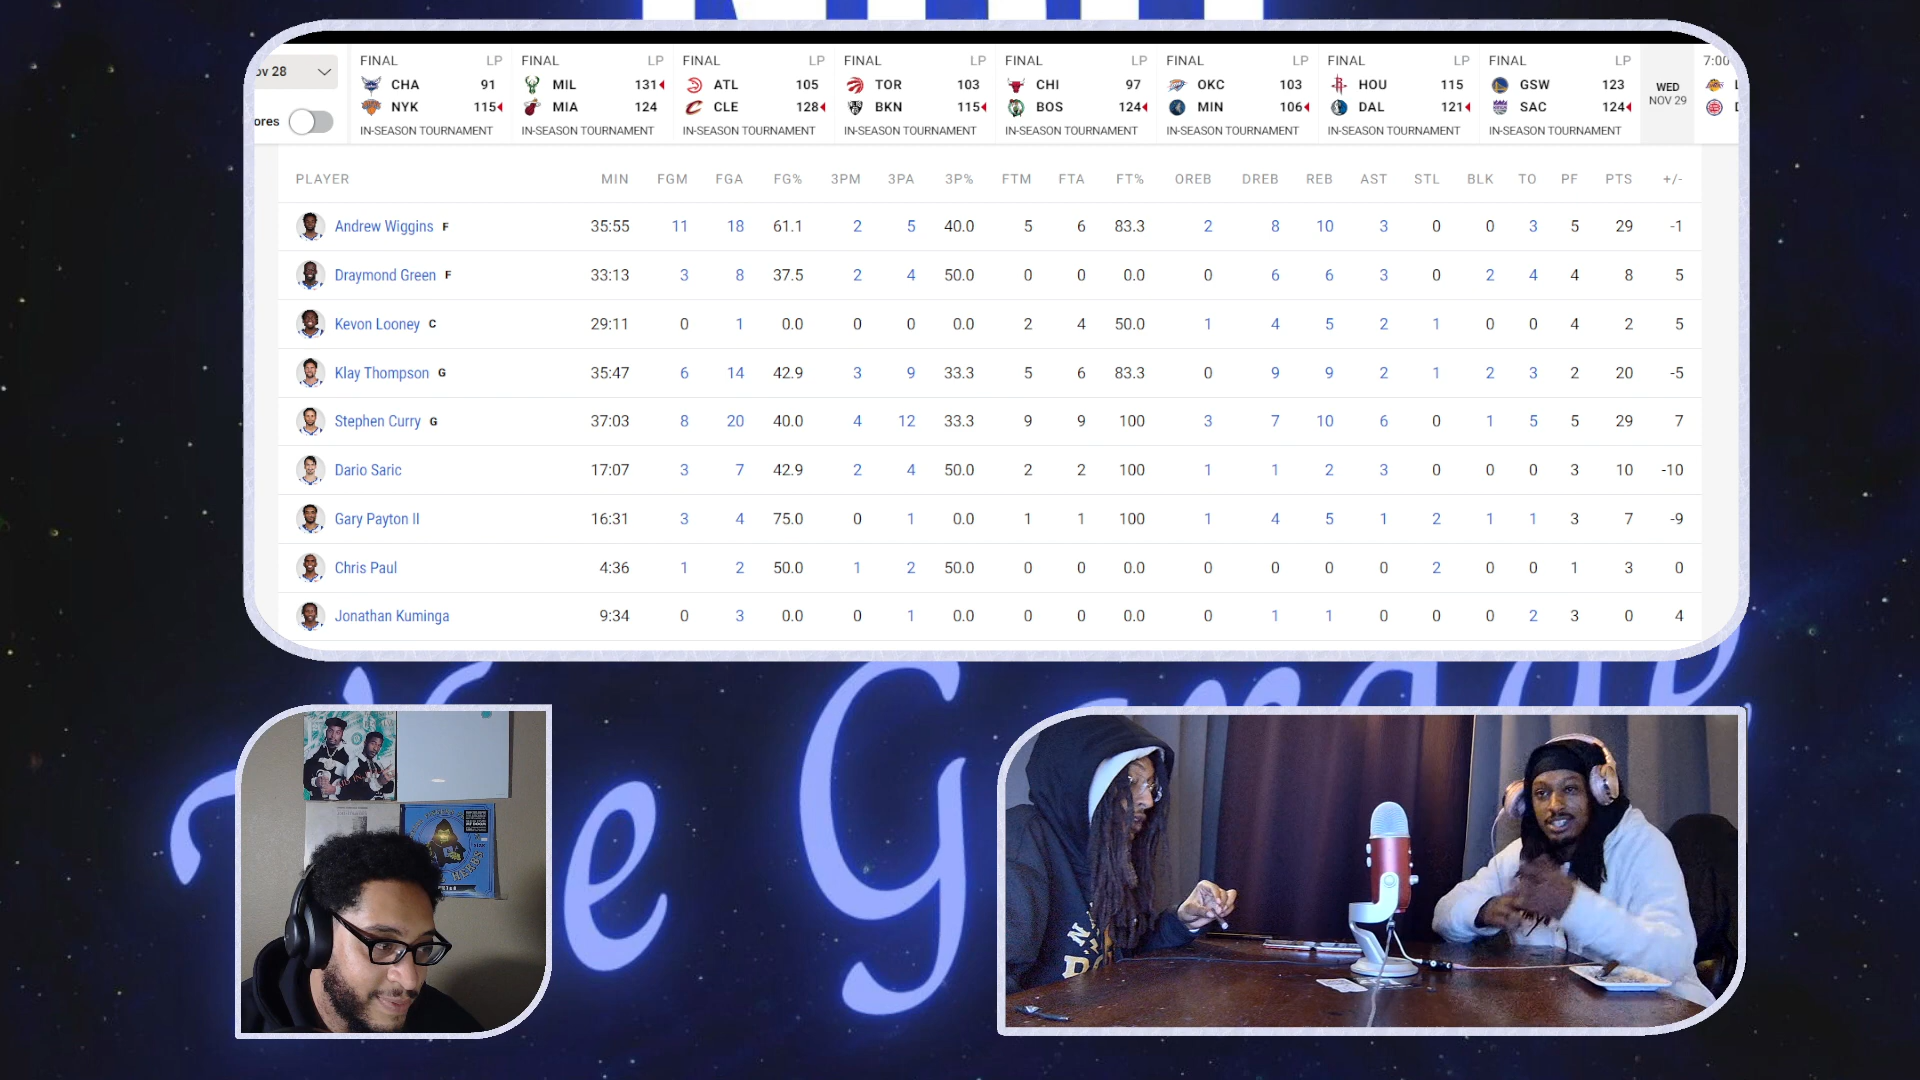 ov 28
ores
FINAL LP
CHA 91
NYK 115
IN-SEASON TOURNAMENT
FINAL LP
MIL 131
MIA 124
IN-SEASON TOURNAMENT
FINAL LP
ATL 105
CLE 128
IN-SEASON TOURNAMENT
FINAL LP
TOR 103
BKN 115
IN-SEASON TOURNAMENT
FINAL LP
CHI 97
BOS 124
IN-SEASON TOURNAMENT
FINAL LP
OKC 103
MIN 106
IN-SEASON TOURNAMENT
FINAL LP
HOU 115
DAL 121
IN-SEASON TOURNAMENT
FINAL LP
GSW 123
SAC 124
IN-SEASON TOURNAMENT
WED
NOV 29
7:00
PLAYER MIN FGM FGA FG% 3PM 3PA 3P% FTM FTA FT% OREB DREB REB AST STL BLK TO PF PTS +/-
Andrew Wiggins F 35:55 11 18 61.1 2 5 40.0 5 6 83.3 2 8 10 3 0 0 3 5 29 -1
Draymond Green F 33:13 3 8 37.5 2 4 50.0 0 0 0.0 0 6 6 3 0 2 4 4 8 5
Kevon Looney C 29:11 0 1 0.0 0 0 0.0 2 4 50.0 1 4 5 2 1 0 0 4 2 5
Klay Thompson G 35:47 6 14 42.9 3 9 33.3 5 6 83.3 0 9 9 2 1 2 3 2 20 -5
Stephen Curry G 37:03 8 20 40.0 4 12 33.3 9 9 100 3 7 10 6 0 1 5 5 29 7
Dario Saric 17:07 3 7 42.9 2 4 50.0 2 2 100 1 1 2 3 0 0 0 3 10 -10
Gary Payton II 16:31 3 4 75.0 0 1 0.0 1 1 100 1 4 5 1 2 1 1 3 7 -9
Chris Paul 4:36 1 2 50.0 1 2 50.0 0 0 0.0 0 0 0 0 2 0 0 1 3 0
Jonathan Kuminga 9:34 0 3 0.0 0 1 0.0 0 0 0.0 0 1 1 0 0 0 2 3 0 4